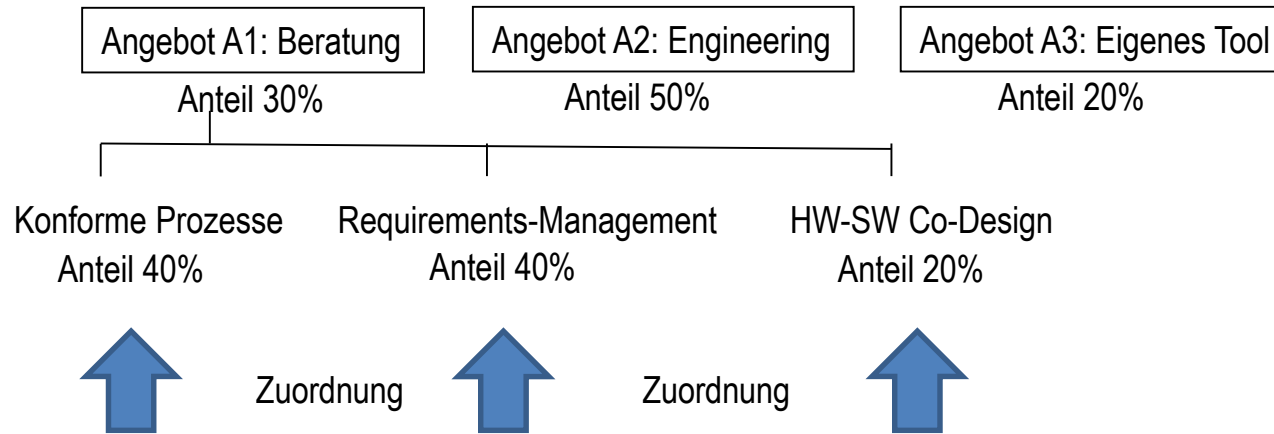 Angebot A1: Beratung
Angebot A2: Engineering
Angebot A3: Eigenes Tool
Anteil 30%
Anteil 50%
Anteil 20%
Konforme Prozesse
Requirements-Management
HW-SW Co-Design
Anteil 40%
Anteil 40%
Anteil 20%
Zuordnung
Zuordnung